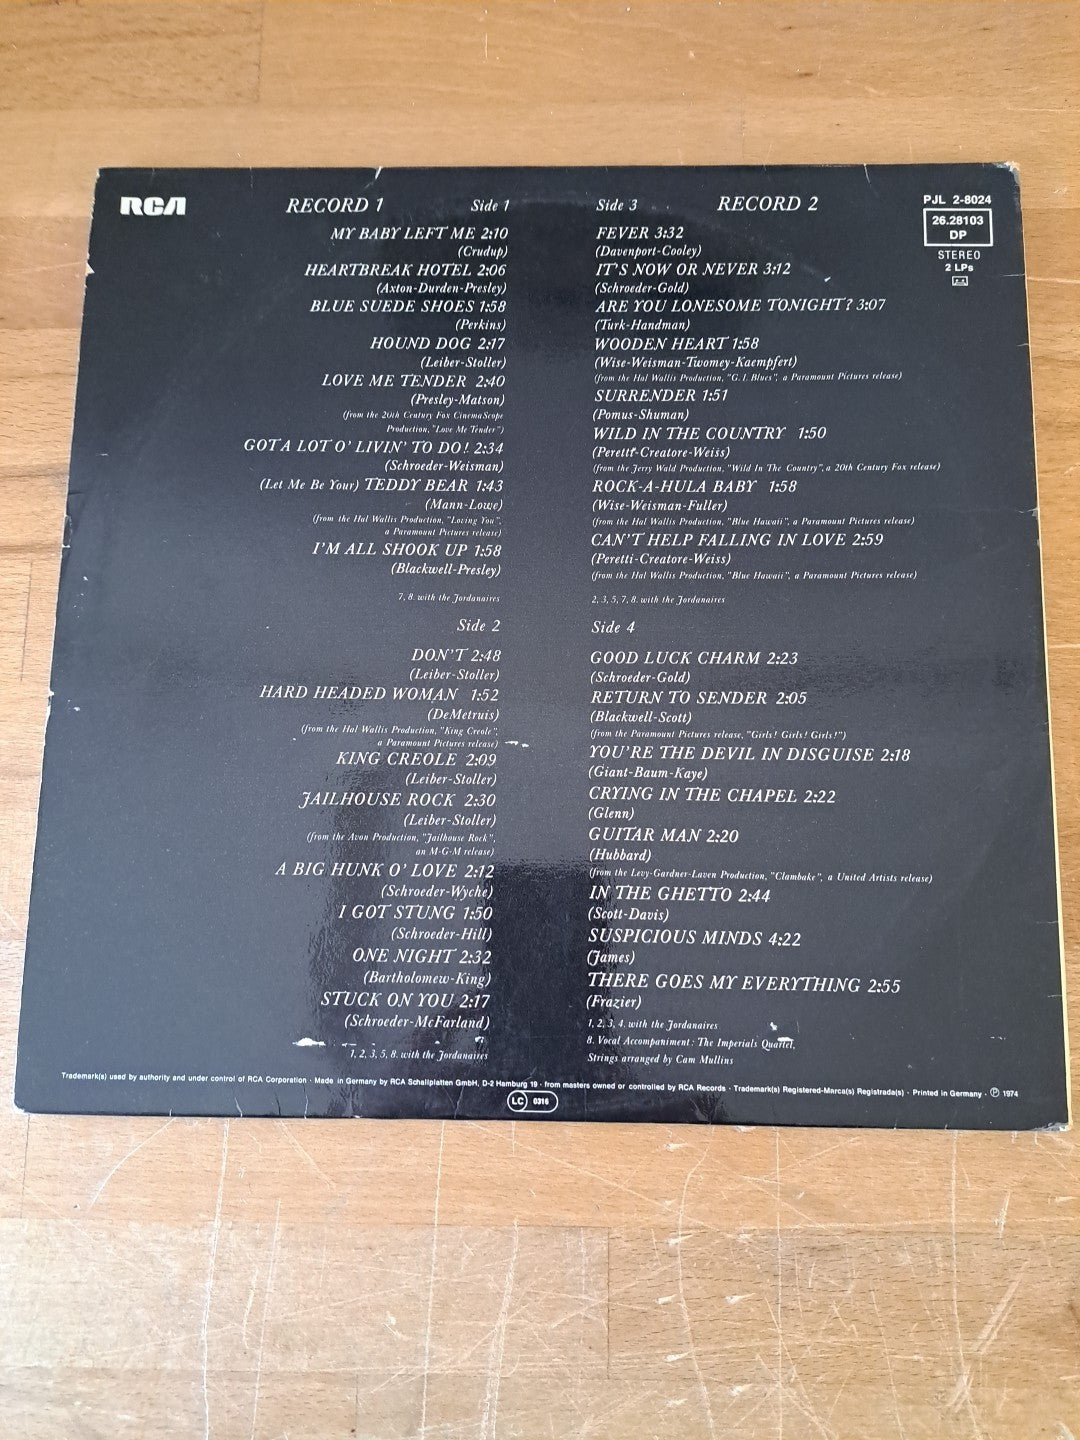 RCA
RECORD 1
Side 1
MY BABY LEFT ME 2:10
(Crudup)
HEARTBREAK HOTEL 2:06
(Axton-Durden-Presley)
BLUE SUEDE SHOES 1:58
(Perkins)
HOUND DOG 2:17
(Leiber-Stoller)
LOVE ME TENDER 2:40
(Presley-Matson)
(from the 20th Century Fox CinemaScope
Production, "Love Me Tender")
GOT A LOT O' LIVIN' TO DO! 2:34
(Schroeder-Weisman)
(Let Me Be Your) TEDDY BEAR 1:43
(Mann-Lowe)
(from the Hal Wallis Production, "Loving You",
a Paramount Pictures release)
I'M ALL SHOOK UP 1:58
(Blackwell-Presley)
7, 8. with the Jordanaires
Side 2
DON'T 2:48
(Leiber-Stoller)
HARD HEADED WOMAN 1:52
(DeMetruis)
(from the Hal Wallis Production, "King Creole",
a Paramount Pictures release)
KING CREOLE 2:09
(Leiber-Stoller)
JAILHOUSE ROCK 2:30
(Leiber-Stoller)
(from the Avon Production, "Jailhouse Rock",
an M-G-M release)
A BIG HUNK O' LOVE 2:12
(Schroeder-Wyche)
I GOT STUNG 1:50
(Schroeder-Hill)
ONE NIGHT 2:32
(Bartholomew-King)
STUCK ON YOU 2:17
(Schroeder-McFarland)
1, 2, 3, 5, 8. with the Jordanaires
Side 3
RECORD 2
FEVER 3:32
(Davenport-Cooley)
IT'S NOW OR NEVER 3:12
(Schroeder-Gold)
ARE YOU LONESOME TONIGHT? 3:07
(Turk-Handman)
WOODEN HEART 1:58
(Wise-Weisman-Twomey-Kaempfert)
(from the Hal Wallis Production, "G. I. Blues", a Paramount Pictures release)
SURRENDER 1:51
(Pomus-Shuman)
WILD IN THE COUNTRY 1:50
(Peretti-Creatore-Weiss)
(from the Jerry Wald Production, "Wild In The Country", a 20th Century Fox release)
ROCK-A-HULA BABY 1:58
(Wise-Weisman-Fuller)
(from the Hal Wallis Production, "Blue Hawaii", a Paramount Pictures release)
CAN'T HELP FALLING IN LOVE 2:59
(Peretti-Creatore-Weiss)
(from the Hal Wallis Production, "Blue Hawaii", a Paramount Pictures release)
2, 3, 5, 7, 8. with the Jordanaires
Side 4
GOOD LUCK CHARM 2:23
(Schroeder-Gold)
RETURN TO SENDER 2:05
(Blackwell-Scott)
(from the Paramount Pictures release, "Girls! Girls! Girls!")
YOU'RE THE DEVIL IN DISGUISE 2:18
(Giant-Baum-Kaye)
CRYING IN THE CHAPEL 2:22
(Glenn)
GUITAR MAN 2:20
(Hubbard)
(from the Levy-Gardner-Laven Production, "Clambake", a United Artists release)
IN THE GHETTO 2:44
(Scott-Davis)
SUSPICIOUS MINDS 4:22
(James)
THERE GOES MY EVERYTHING 2:55
(Frazier)
1, 2, 3, 4. with the Jordanaires
8. Vocal Accompaniment: The Imperials Quartet,
Strings arranged by Cam Mullins
PJL 2-8024
26.28103
DP
STEREO
2 LPs
Trademark(s) used by authority and under control of RCA Corporation · Made in Germany by RCA Schallplatten GmbH, D-2 Hamburg 19 · from masters owned or controlled by RCA Records · Trademark(s) Registered-Marca(s) Registrada(s) · Printed in Germany · Ⓟ 1974
LC 0316